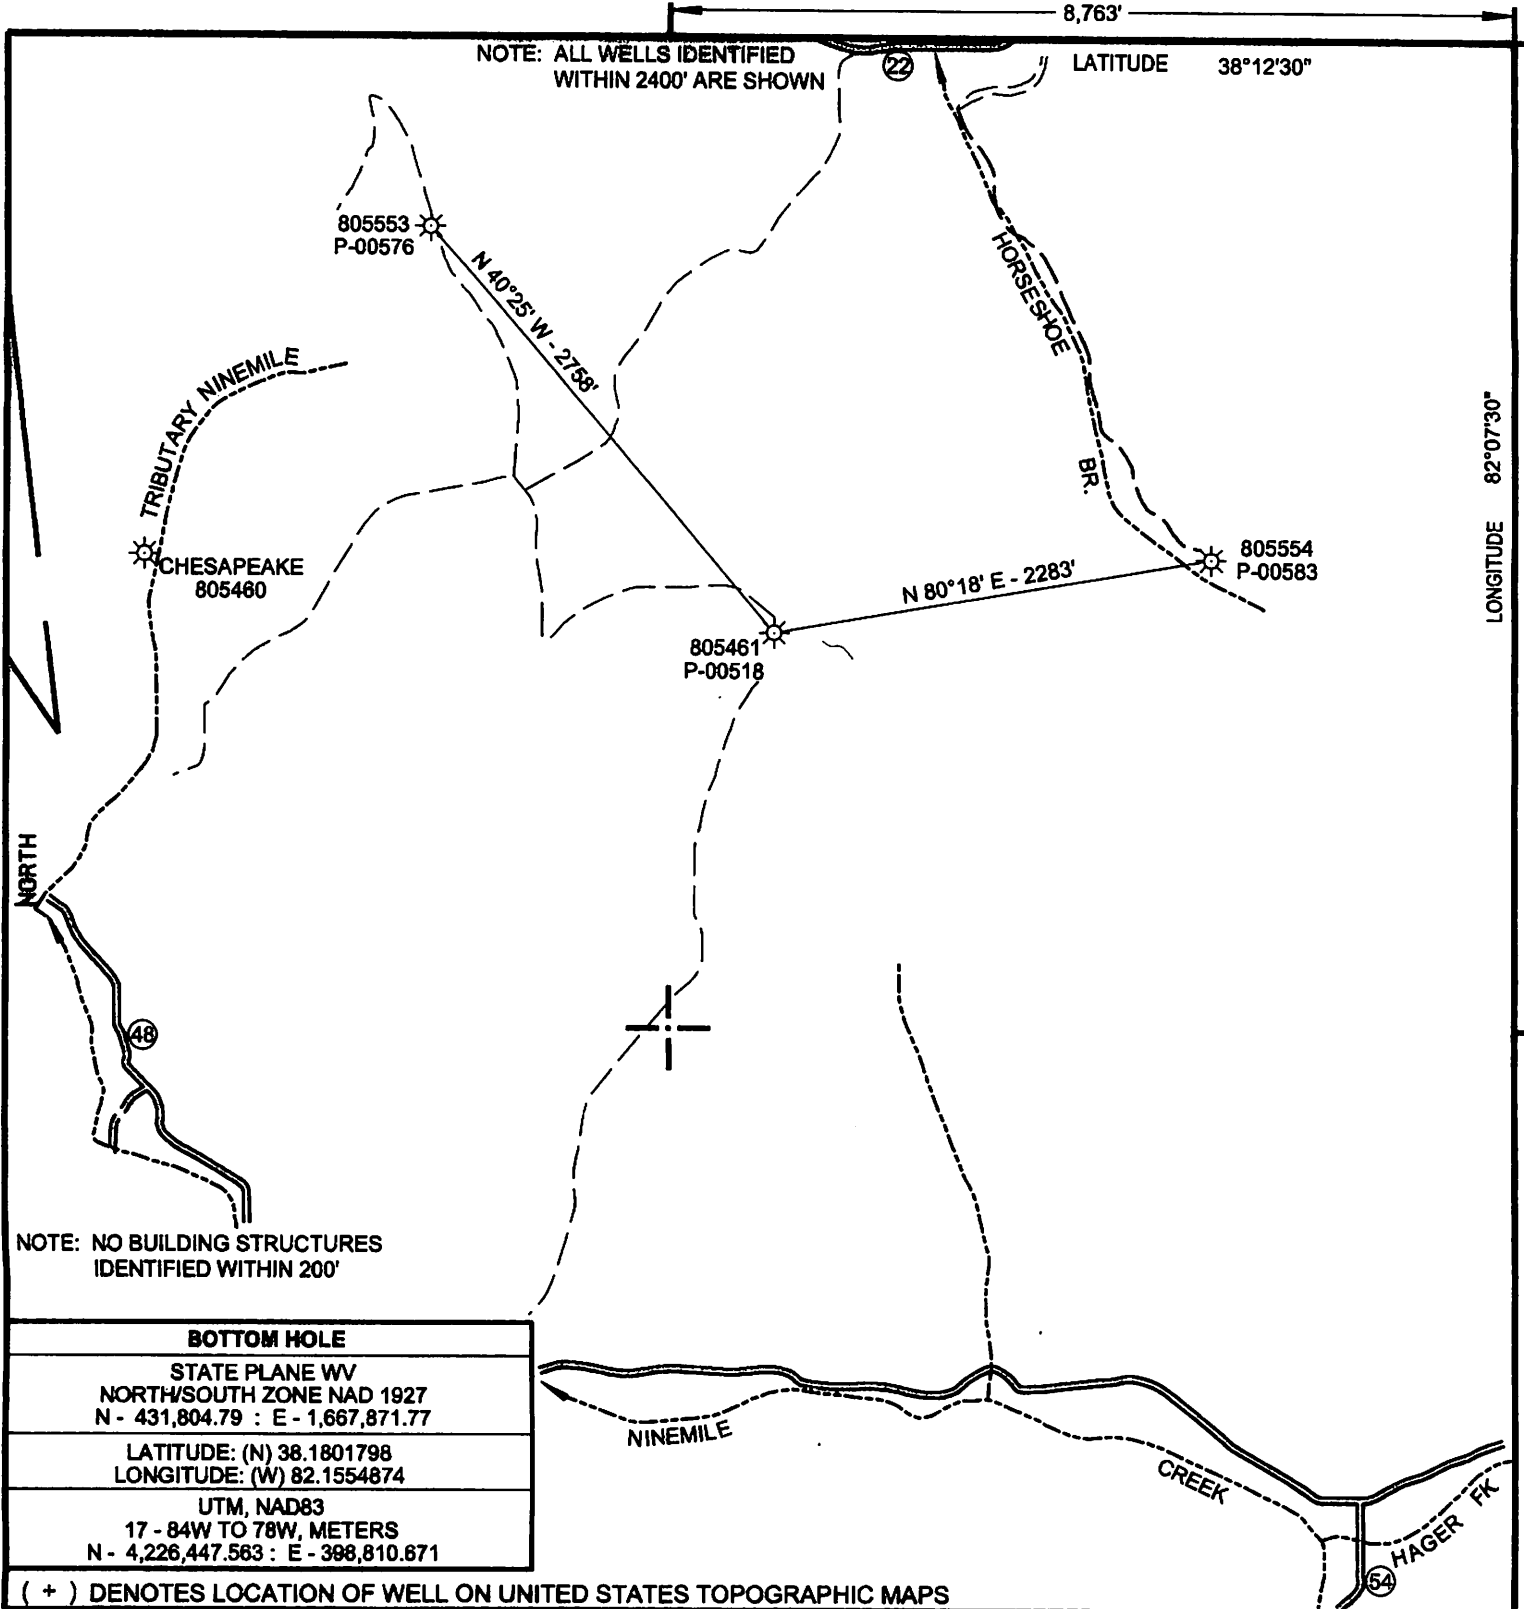 8,763'
NOTE: ALL WELLS IDENTIFIED
WITHIN 2400' ARE SHOWN
22
LATITUDE 38°12'30"
805553
P-00576
N 40°25' W - 2758'
HORSESHOE
BR.
TRIBUTARY NINEMILE
LONGITUDE 82°07'30"
CHESAPEAKE
805460
805554
P-00583
N 80°18' E - 2283'
805461
P-00518
NORTH
48
NOTE: NO BUILDING STRUCTURES
IDENTIFIED WITHIN 200'
BOTTOM HOLE
STATE PLANE WV
NORTH/SOUTH ZONE NAD 1927
N - 431,804.79 : E - 1,667,871.77
LATITUDE: (N) 38.1801798
LONGITUDE: (W) 82.1554874
UTM, NAD83
17 - 84W TO 78W, METERS
N - 4,226,447.563 : E - 398,810.671
NINEMILE
CREEK
HAGER FK
54
( + ) DENOTES LOCATION OF WELL ON UNITED STATES TOPOGRAPHIC MAPS